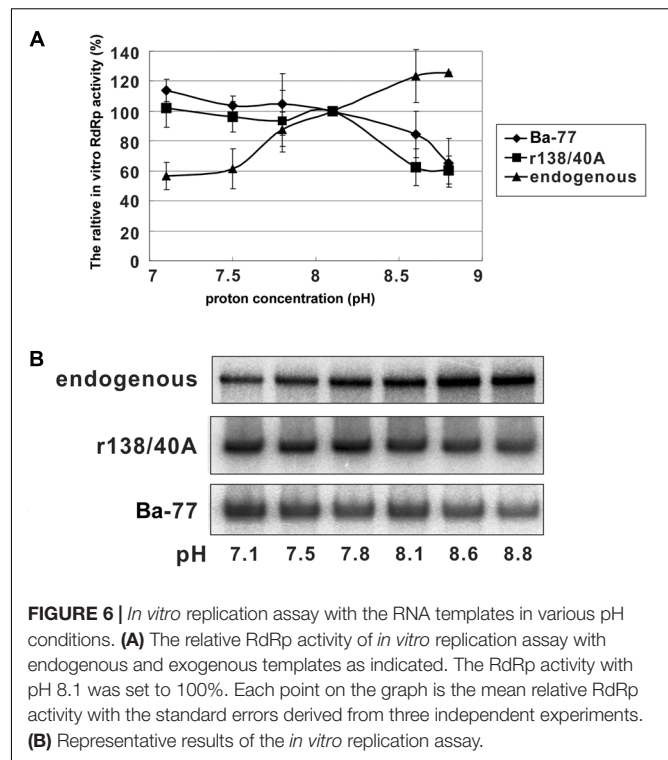 A
The raltive in vitro RdRp activity (%)
140
120
100
80
60
40
20
0
7
7.5
8
8.5
9
proton concentration (pH)
Ba-77
r138/40A
endogenous
B
endogenous
r138/40A
Ba-77
pH 7.1 7.5 7.8 8.1 8.6 8.8
FIGURE 6 | In vitro replication assay with the RNA templates in various pH
conditions. (A) The relative RdRp activity of in vitro replication assay with
endogenous and exogenous templates as indicated. The RdRp activity with
pH 8.1 was set to 100%. Each point on the graph is the mean relative RdRp
activity with the standard errors derived from three independent experiments.
(B) Representative results of the in vitro replication assay.